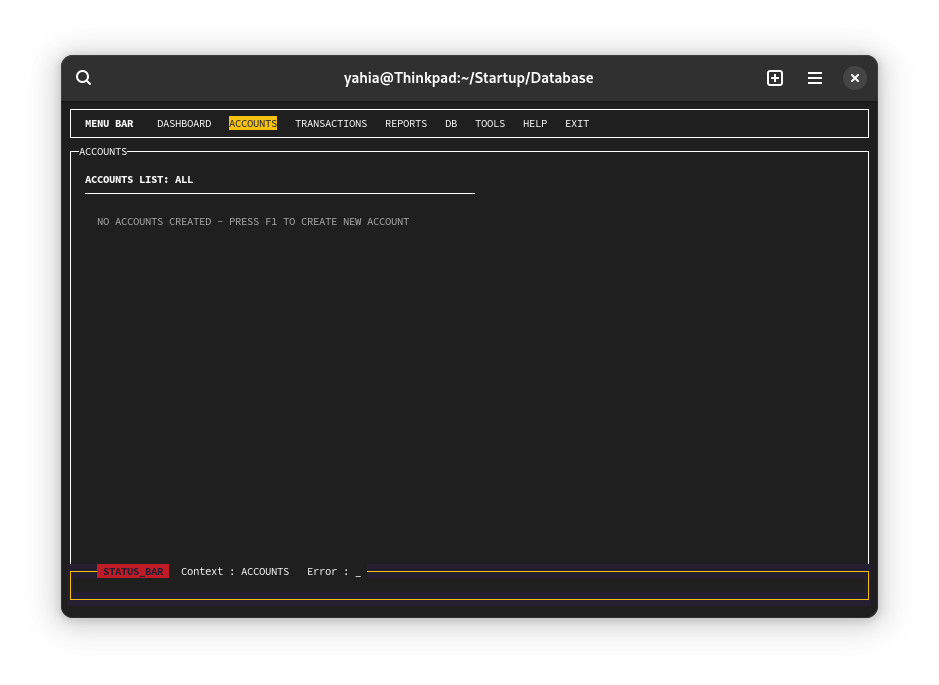 yahia@Thinkpad:~/Startup/Database
MENU BAR DASHBOARD ACCOUNTS TRANSACTIONS REPORTS DB TOOLS HELP EXIT
ACCOUNTS
ACCOUNTS LIST: ALL
NO ACCOUNTS CREATED - PRESS F1 TO CREATE NEW ACCOUNT
STATUS_BAR Context : ACCOUNTS Error : _